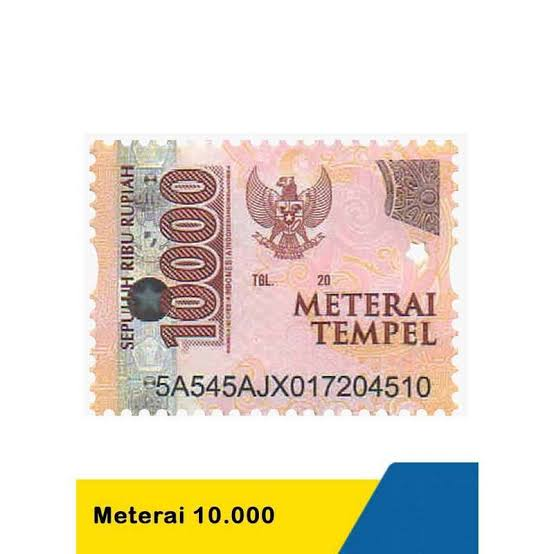 SEPULUH RIBU RUPIAH
10000
TGL. 20
METERAI
TEMPEL
5A545AJX017204510
Meterai 10.000